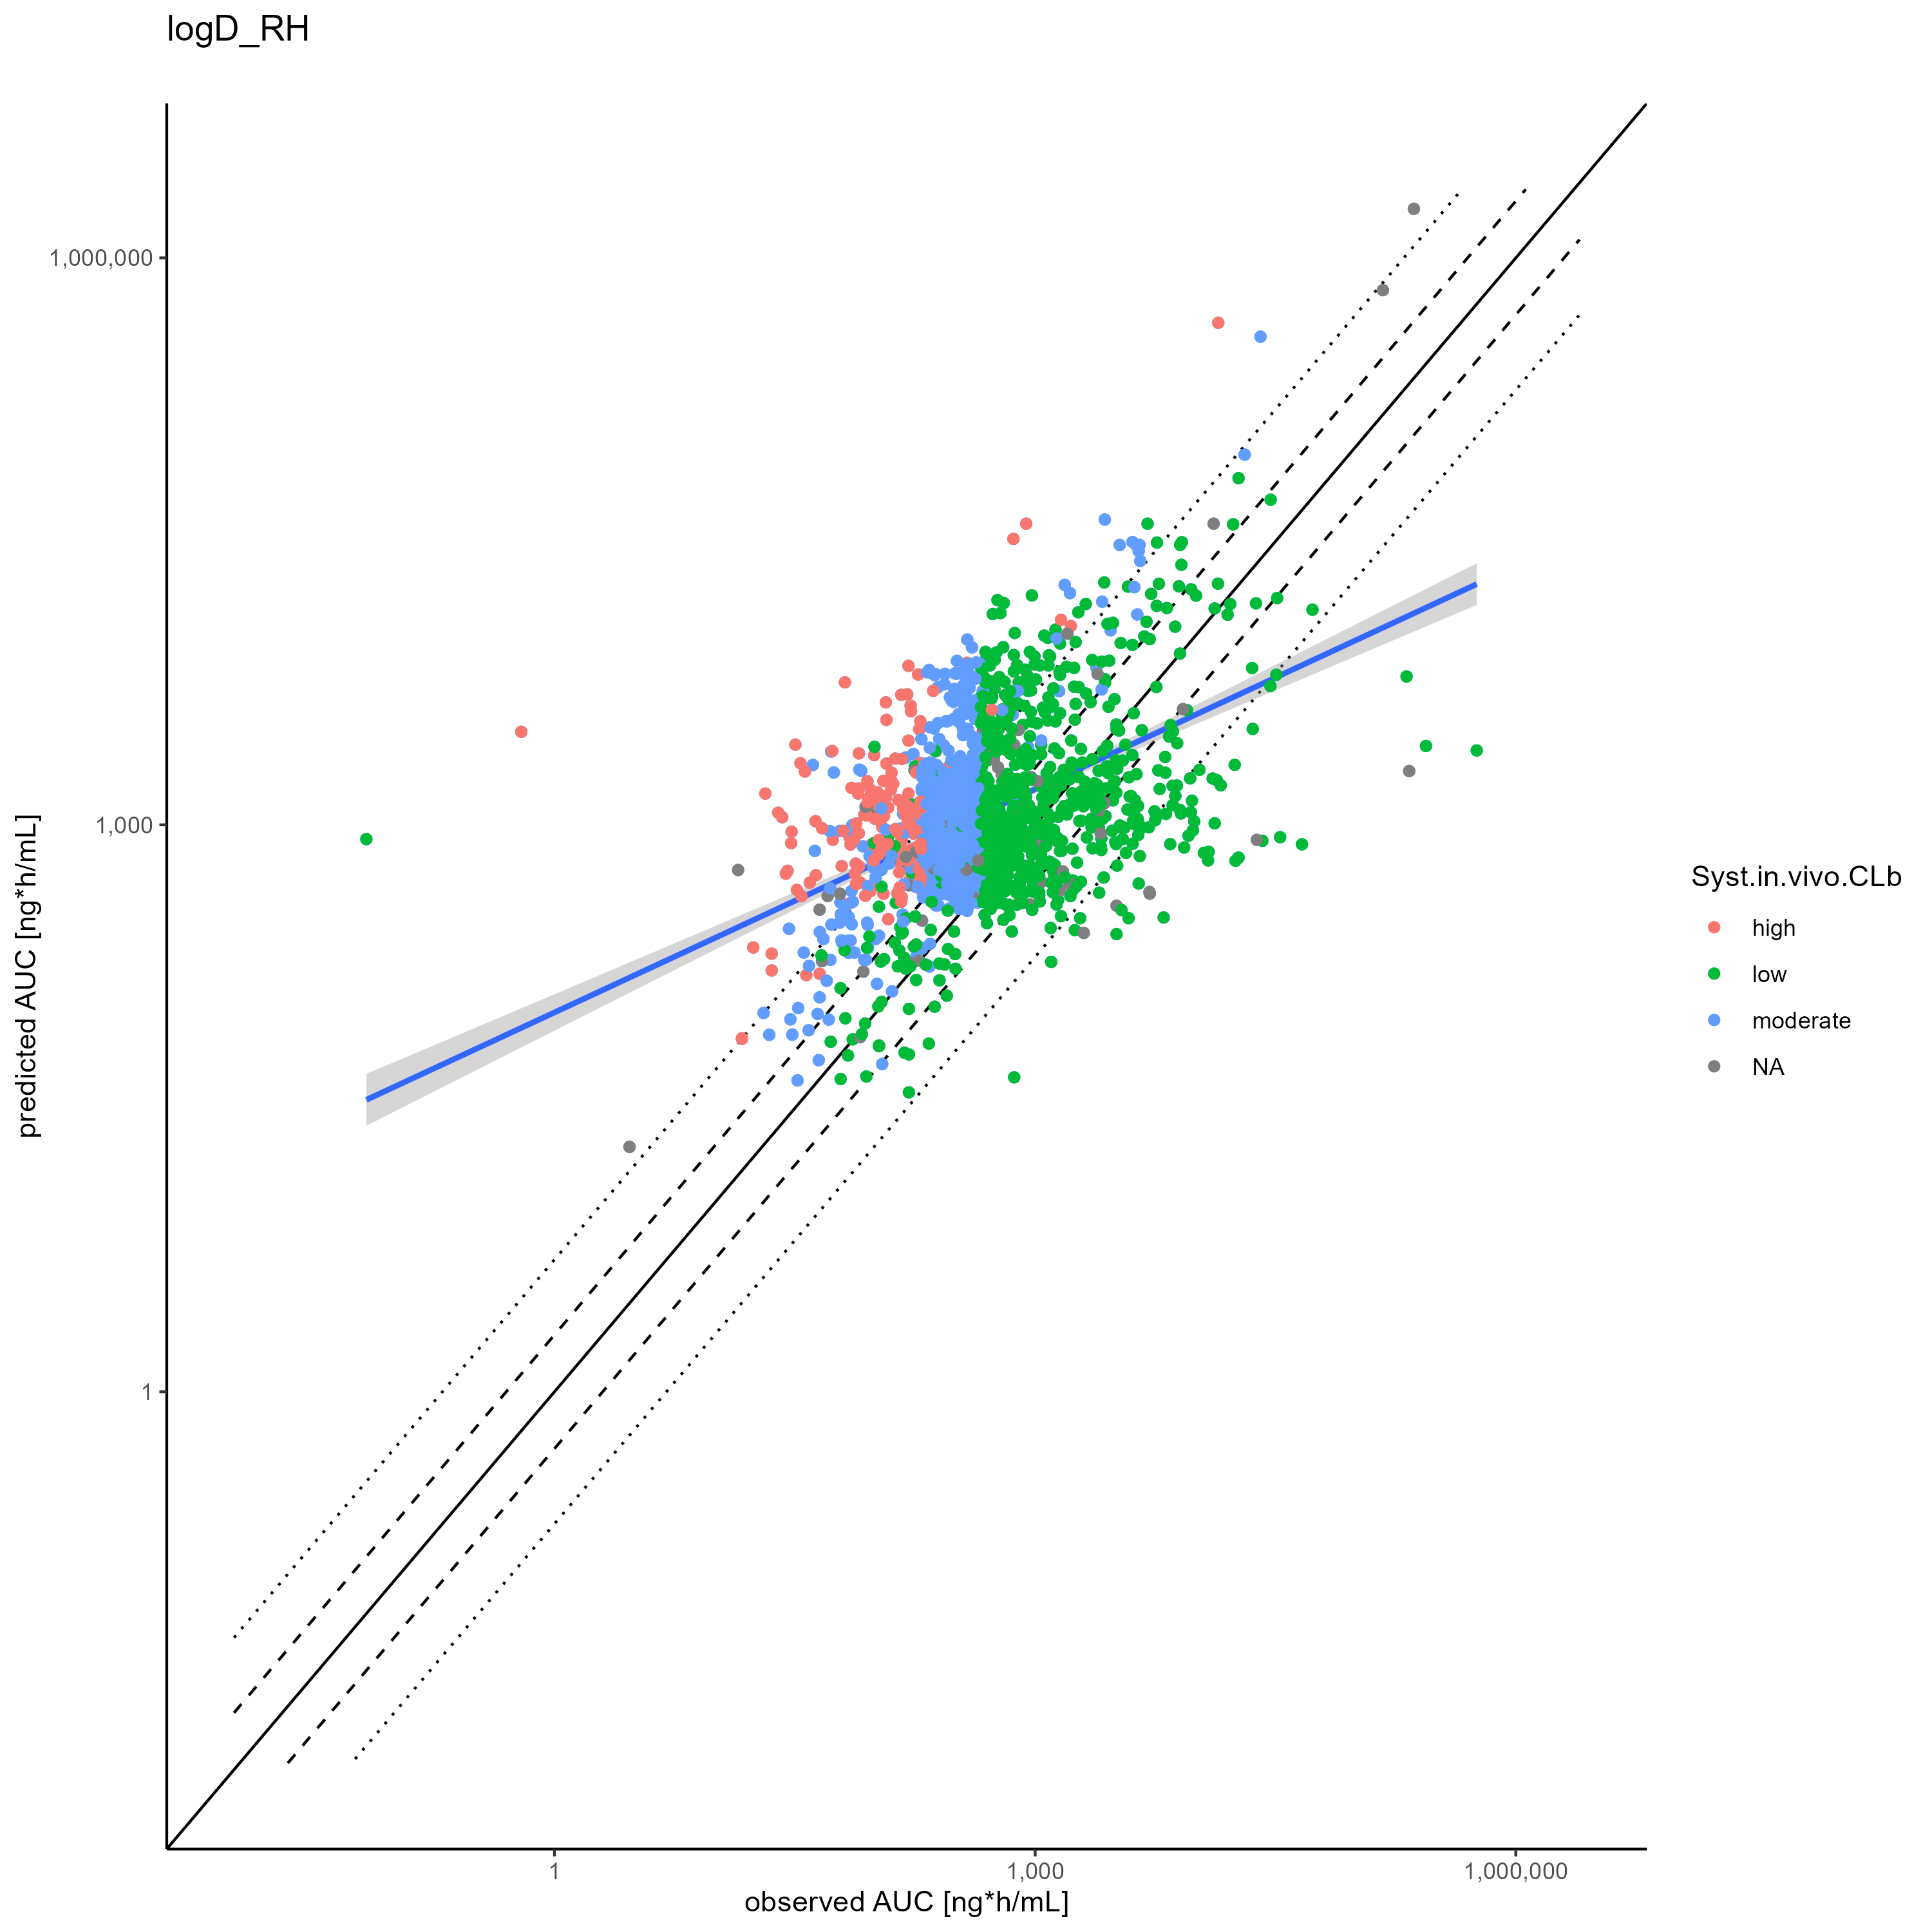 logD_RH
1,000,000
1,000
1
predicted AUC [ng*h/mL]
1
1,000
1,000,000
observed AUC [ng*h/mL]
Syst.in.vivo.CLb
high
low
moderate
NA